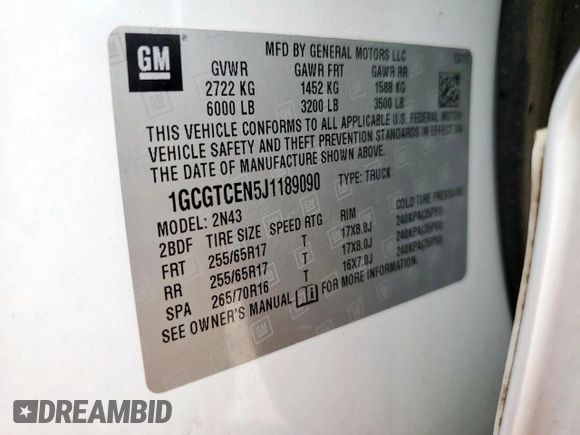 GM
MFD BY GENERAL MOTORS LLC
GVWR GAWR FRT GAWR RR
2722 KG 1452 KG 1588 KG
6000 LB 3200 LB 3500 LB
THIS VEHICLE CONFORMS TO ALL APPLICABLE U.S. FEDERAL MOTOR
VEHICLE SAFETY AND THEFT PREVENTION STANDARDS IN EFFECT ON
THE DATE OF MANUFACTURE SHOWN ABOVE.
1GCGTCEN5J1189090 TYPE: TRUCK
MODEL: 2N43
2BDF TIRE SIZE SPEED RTG RIM COLD TIRE PRESSURE
FRT 255/65R17 T 17X8.0J 240KPA(35PSI)
RR 255/65R17 T 17X8.0J 240KPA(35PSI)
SPA 265/70R16 T 16X7.0J 240KPA(35PSI)
SEE OWNER'S MANUAL FOR MORE INFORMATION.
DREAMBID